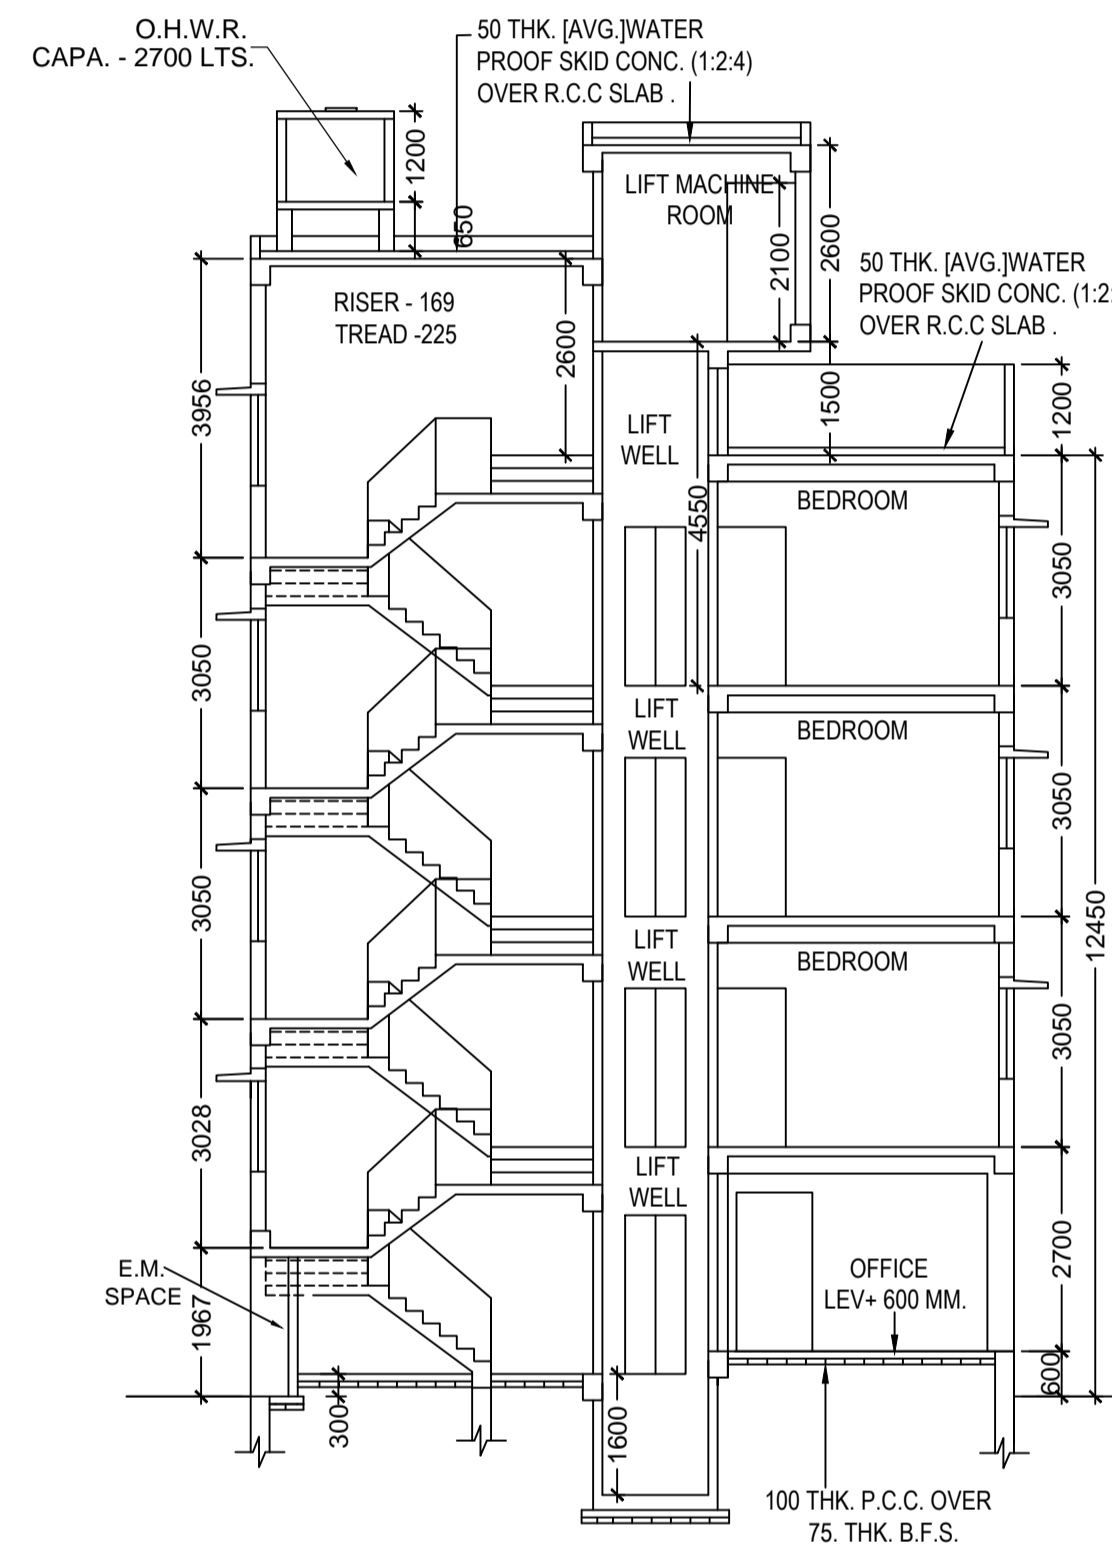 O.H.W.R.
CAPA. - 2700 LTS.
50 THK. [AVG.]WATER
PROOF SKID CONC. (1:2:4)
OVER R.C.C SLAB .
1200
650
LIFT MACHINE
ROOM
2100
2600
50 THK. [AVG.]WATER
PROOF SKID CONC. (1:2:
OVER R.C.C SLAB .
RISER - 169
TREAD -225
2600
3956
1500
1200
LIFT
WELL
4550
BEDROOM
3050
3050
LIFT
WELL
BEDROOM
3050
3050
12450
LIFT
WELL
BEDROOM
3050
3028
LIFT
WELL
2700
E.M.
SPACE
1967
OFFICE
LEV+ 600 MM.
600
300
1600
100 THK. P.C.C. OVER
75. THK. B.F.S.